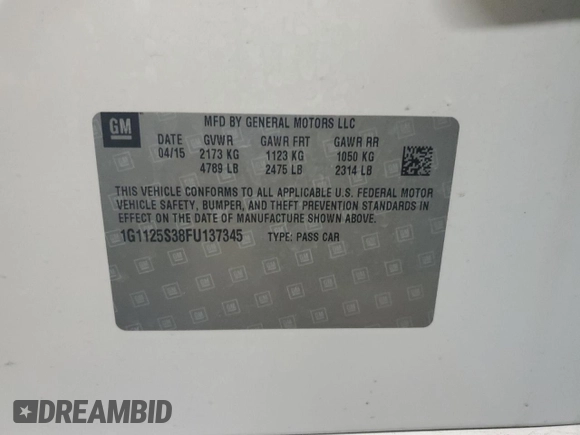 GM
MFD BY GENERAL MOTORS LLC
DATE GVWR GAWR FRT GAWR RR
04/15 2173 KG 1123 KG 1050 KG
4789 LB 2475 LB 2314 LB
THIS VEHICLE CONFORMS TO ALL APPLICABLE U.S. FEDERAL MOTOR
VEHICLE SAFETY, BUMPER, AND THEFT PREVENTION STANDARDS IN
EFFECT ON THE DATE OF MANUFACTURE SHOWN ABOVE.
1G1125S38FU137345 TYPE: PASS CAR
DREAMBID